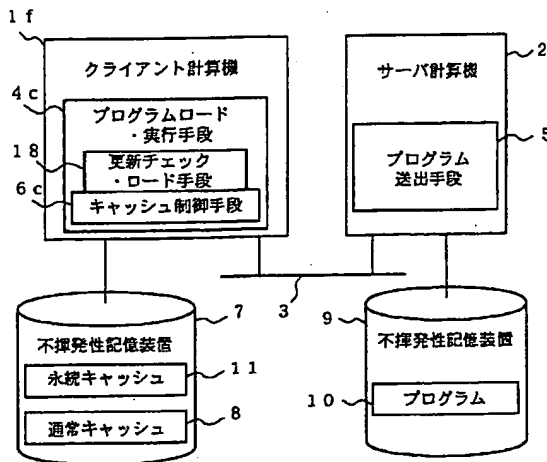 1f
クライアント計算機
4c
プログラムロード
・実行手段
18
更新チェック
・ロード手段
6c
キャッシュ制御手段
2
サーバ計算機
5
プログラム
送出手段
3
7
不揮発性記憶装置
永続キャッシュ
11
通常キャッシュ
8
9
不揮発性記憶装置
10
プログラム